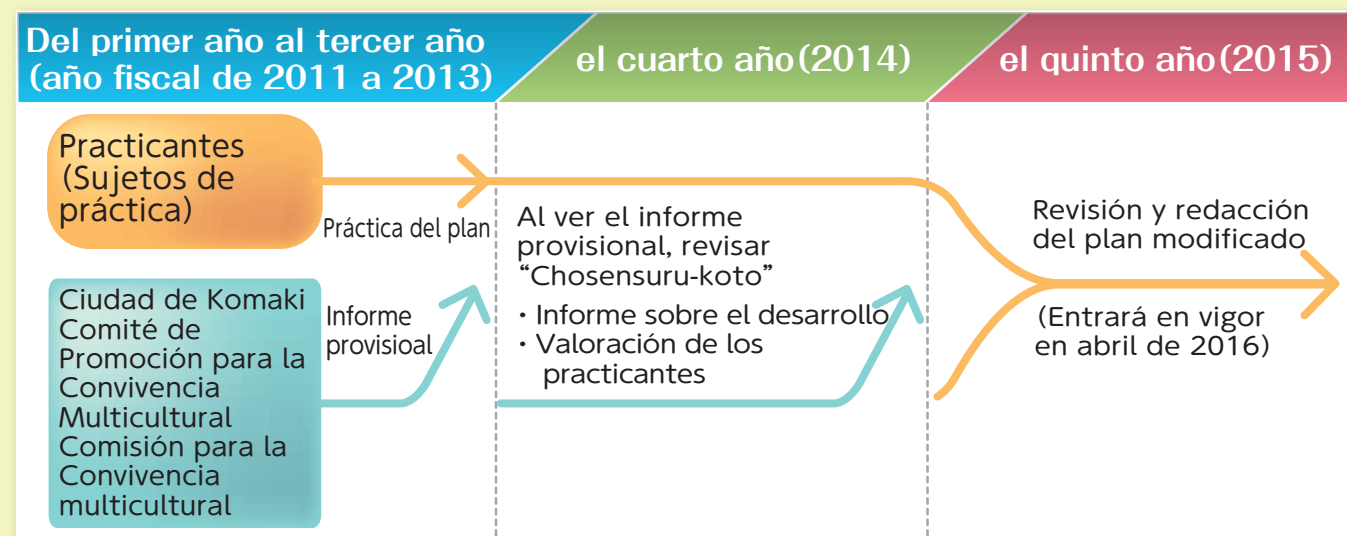 Del primer año al tercer año
(año fiscal de 2011 a 2013)
el cuarto año(2014)
el quinto año(2015)
Practicantes
(Sujetos de
práctica)
Práctica del plan
Ciudad de Komaki
Comité de
Promoción para la
Convivencia
Multicultural
Comisión para la
Convivencia
multicultural
Informe
provisioal
Al ver el informe
provisional, revisar
“Chosensuru-koto”
・Informe sobre el desarrollo
・Valoración de los
practicantes
Revisión y redacción
del plan modificado
(Entrará en vigor
en abril de 2016)